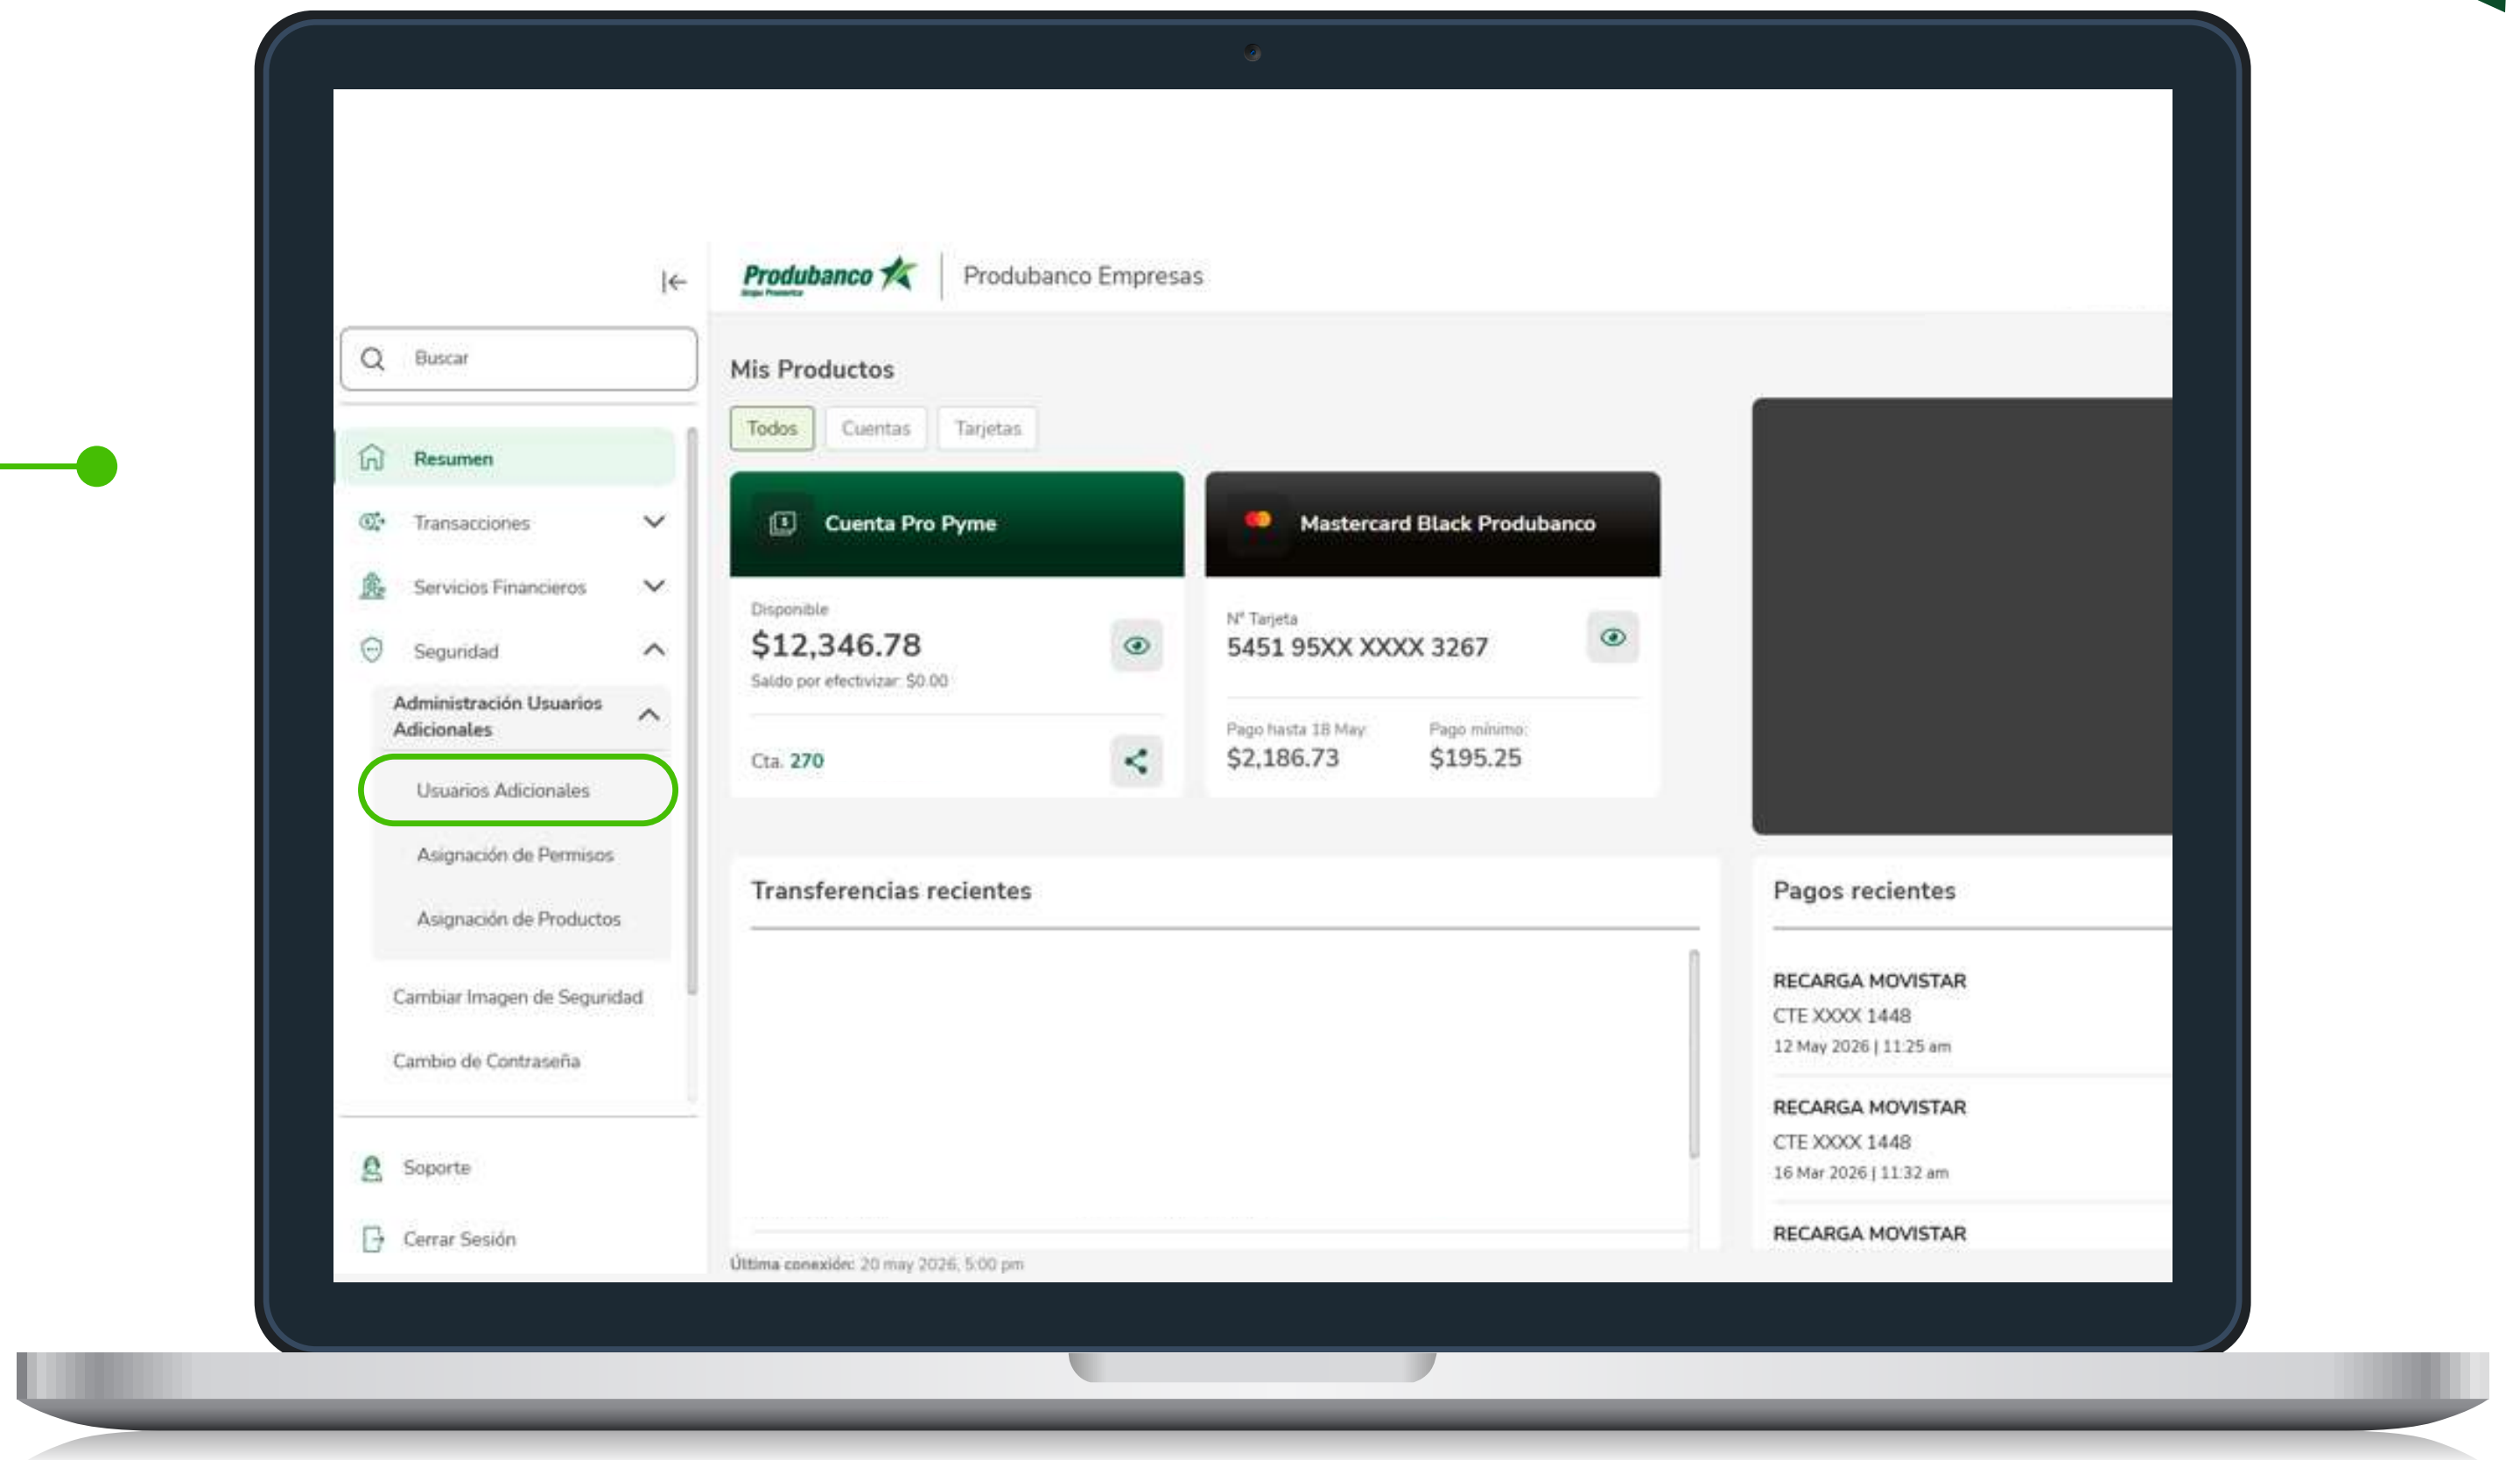 Produbanco
Grupo Promerica
Produbanco Empresas
Buscar
Resumen
Transacciones
Servicios Financieros
Seguridad
Administración Usuarios
Adicionales
Usuarios Adicionales
Asignación de Permisos
Asignación de Productos
Cambiar Imagen de Seguridad
Cambio de Contraseña
Soporte
Cerrar Sesión
Mis Productos
Todos
Cuentas
Tarjetas
Cuenta Pro Pyme
Disponible
$12,346.78
Saldo por efectivizar: $0.00
Cta. 270
Mastercard Black Produbanco
N° Tarjeta
5451 95XX XXXX 3267
Pago hasta 18 May:
$2,186.73
Pago mínimo:
$195.25
Transferencias recientes
Pagos recientes
RECARGA MOVISTAR
CTE XXXX 1448
12 May 2026 | 11:25 am
RECARGA MOVISTAR
CTE XXXX 1448
16 Mar 2026 | 11:32 am
RECARGA MOVISTAR
Última conexión: 20 may 2026, 5:00 pm